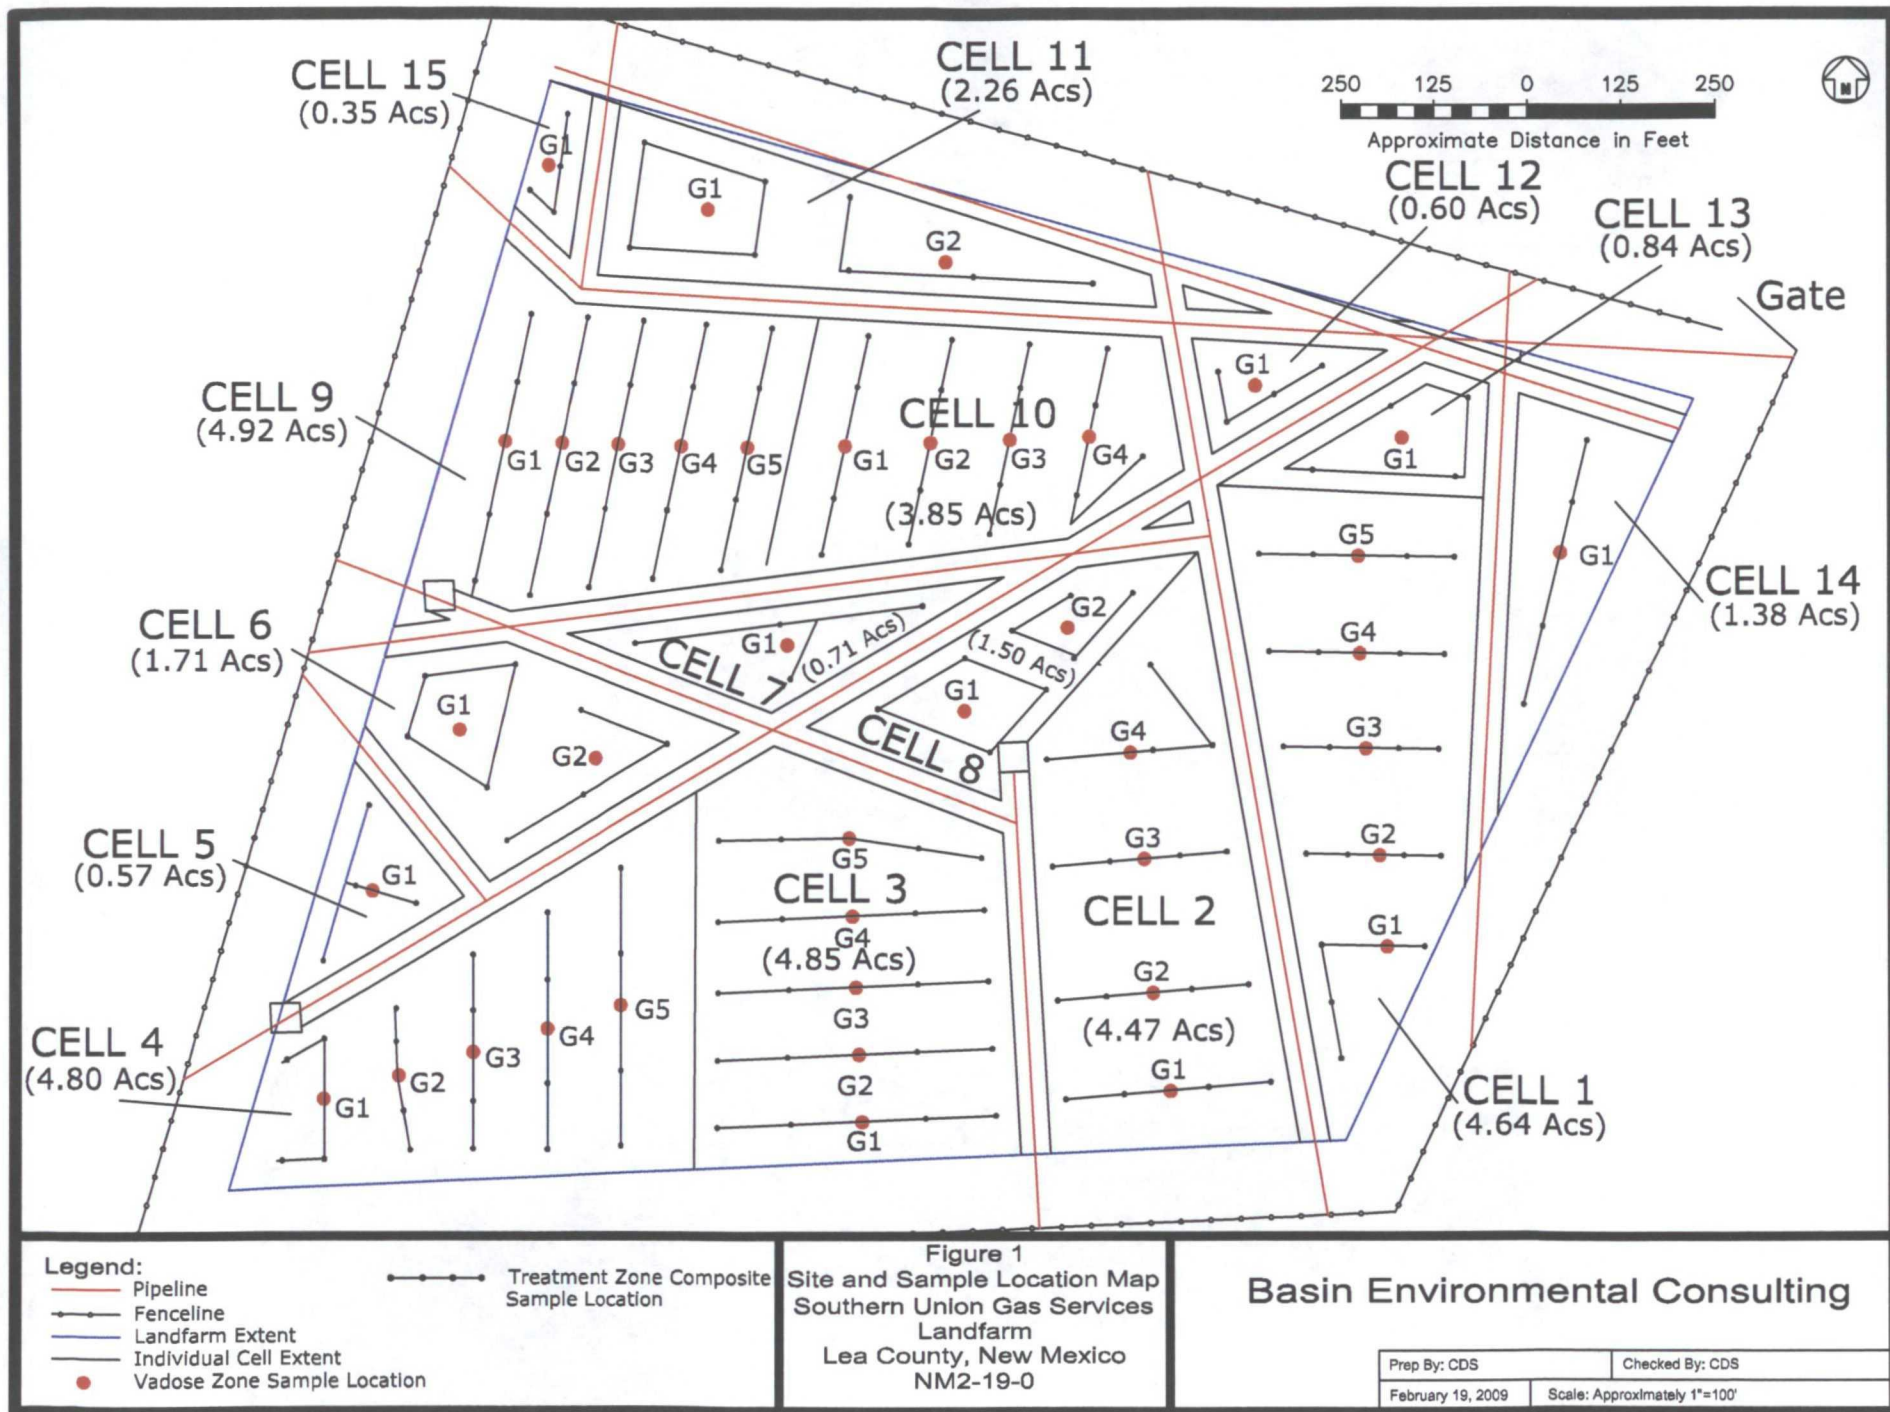 CELL 15
(0.35 Acs)
CELL 11
(2.26 Acs)
250 125 0 125 250
Approximate Distance in Feet
N
CELL 12
(0.60 Acs)
CELL 13
(0.84 Acs)
Gate
G1
G1
G2
G1
CELL 9
(4.92 Acs)
G1
G2
G3
G4
G5
CELL 10
(3.85 Acs)
G1
G2
G3
G4
G1
CELL 14
(1.38 Acs)
G1
CELL 6
(1.71 Acs)
G1
G2
CELL 7
(0.71 Acs)
G1
CELL 8
(1.50 Acs)
G1
G2
G5
G4
G3
G2
G1
CELL 5
(0.57 Acs)
G1
CELL 4
(4.80 Acs)
G1
G2
G3
G4
G5
G5
CELL 3
G4
(4.85 Acs)
G3
G2
G1
G4
G3
CELL 2
G2
(4.47 Acs)
G1
CELL 1
(4.64 Acs)
Legend:
Pipeline
Fenceline
Landfarm Extent
Individual Cell Extent
Vadose Zone Sample Location
Treatment Zone Composite
Sample Location
Figure 1
Site and Sample Location Map
Southern Union Gas Services
Landfarm
Lea County, New Mexico
NM2-19-0
Basin Environmental Consulting
Prep By: CDS
Checked By: CDS
February 19, 2009
Scale: Approximately 1"=100'